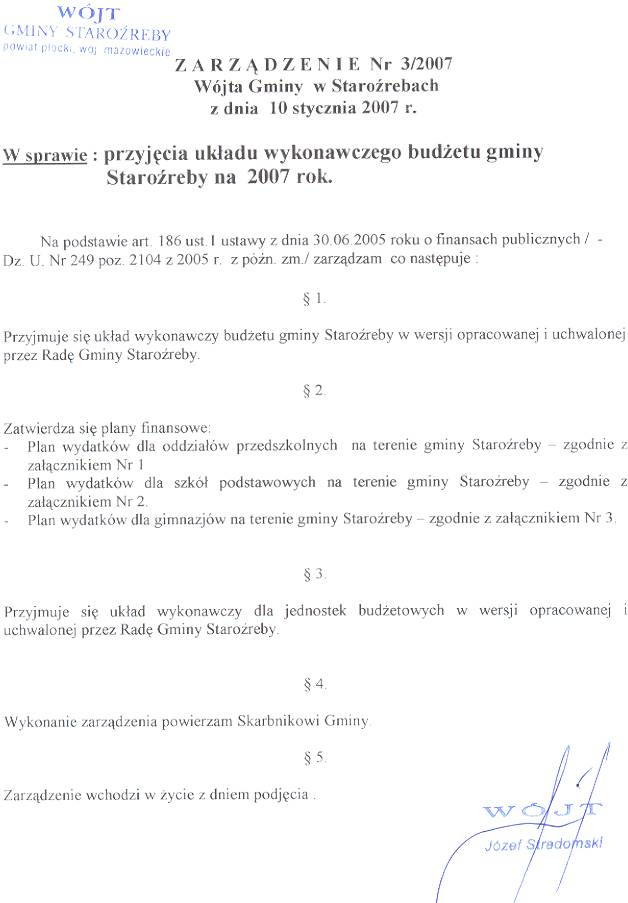 WÓJT
GMINY STAROŹREBY
powiat płocki, woj. mazowieckie
Z A R Z Ą D Z E N I E Nr 3/2007
Wójta Gminy w Staroźrebach
z dnia 10 stycznia 2007 r.
W sprawie : przyjęcia układu wykonawczego budżetu gminy
Staroźreby na 2007 rok.
Na podstawie art. 186 ust.1 ustawy z dnia 30.06.2005 roku o finansach publicznych / -
Dz. U. Nr 249 poz. 2104 z 2005 r. z późn. zm./ zarządzam co następuje :
§ 1.
Przyjmuje się układ wykonawczy budżetu gminy Staroźreby w wersji opracowanej i uchwalonej
przez Radę Gminy Staroźreby.
§ 2.
Zatwierdza się plany finansowe:
- Plan wydatków dla oddziałów przedszkolnych na terenie gminy Staroźreby – zgodnie z
załącznikiem Nr 1
- Plan wydatków dla szkół podstawowych na terenie gminy Staroźreby – zgodnie z
załącznikiem Nr 2.
- Plan wydatków dla gimnazjów na terenie gminy Staroźreby – zgodnie z załącznikiem Nr 3.
§ 3.
Przyjmuje się układ wykonawczy dla jednostek budżetowych w wersji opracowanej i
uchwalonej przez Radę Gminy Staroźreby.
§ 4.
Wykonanie zarządzenia powierzam Skarbnikowi Gminy.
§ 5.
Zarządzenie wchodzi w życie z dniem podjęcia .
WÓJT
Józef Stradomski